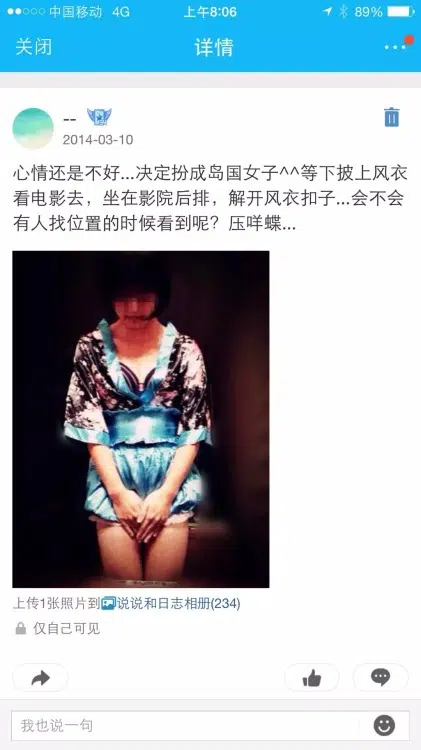 中国移动 4G 上午8:06 89%
关闭 详情
--
2014-03-10
心情还是不好...决定扮成岛国女子^^等下披上风衣
看电影去，坐在影院后排，解开风衣扣子...会不会
有人找位置的时候看到呢？压咩蝶...
上传1张照片到说说和日志相册(234)
仅自己可见
我也说一句